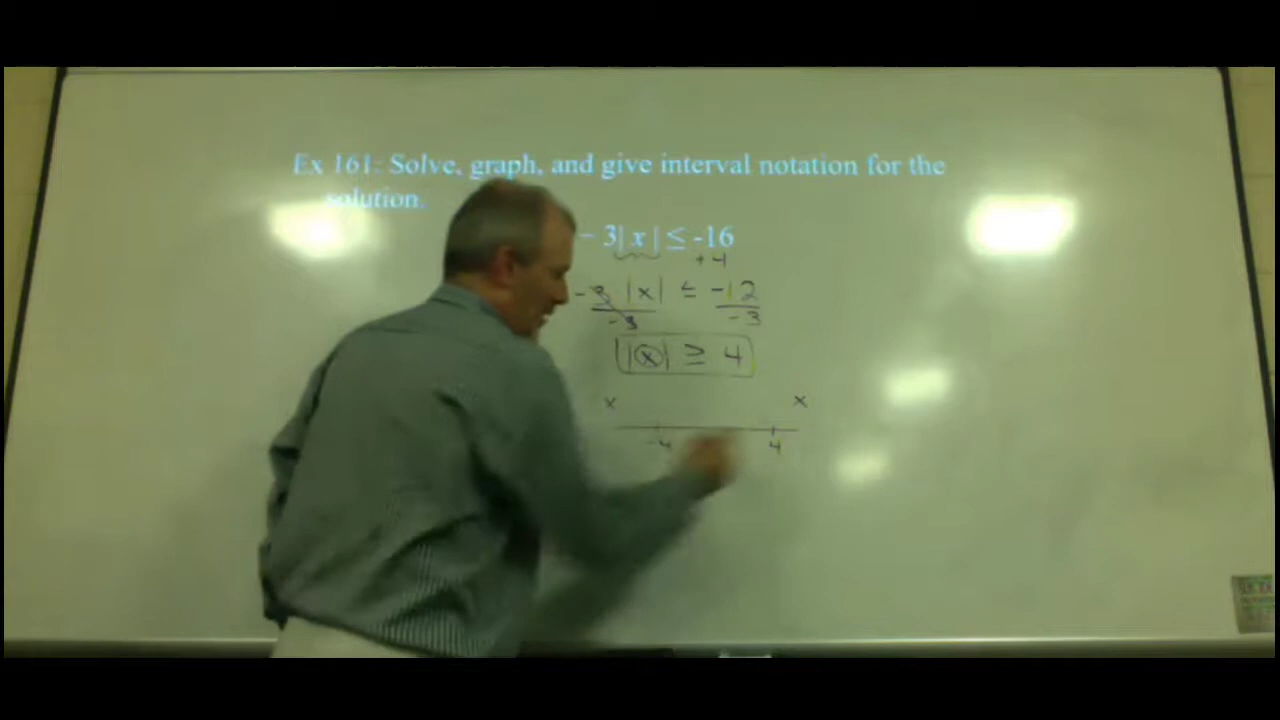 Ex 161: Solve, graph, and give interval notation for the
solution.
− 3| x | ≤ -16
+4
-3 |x| ≤ -12
-3 -3
|x| ≥ 4
x x
-4 4